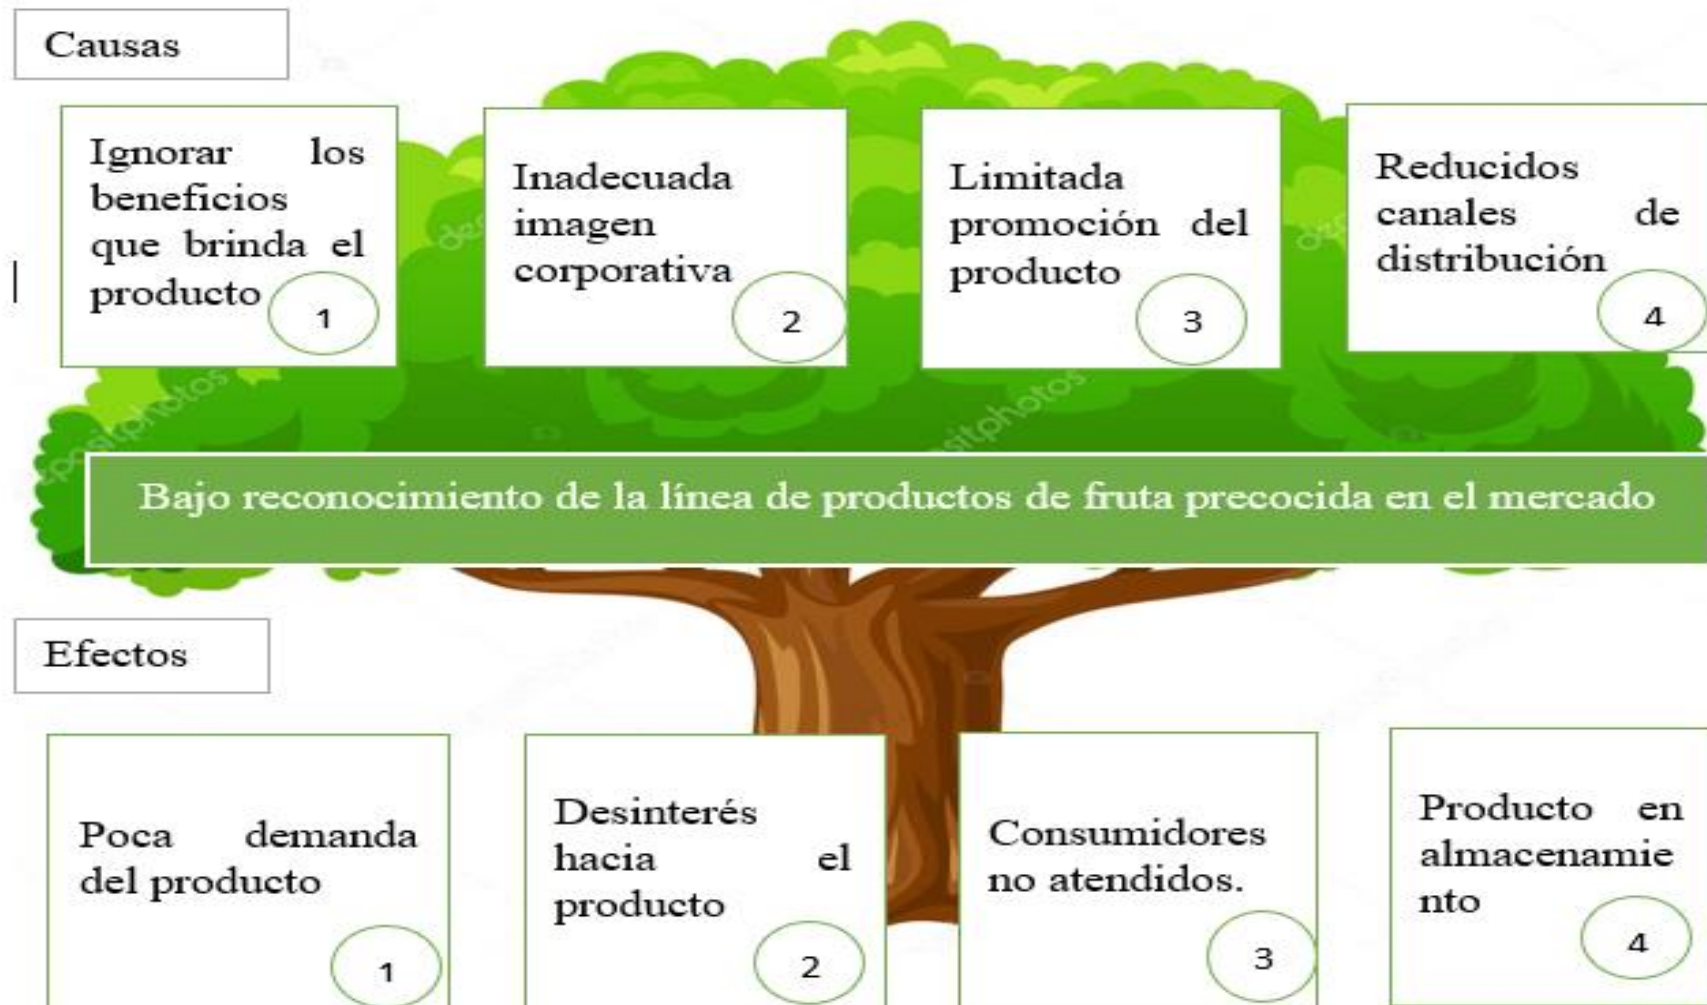 Causas
Ignorar los
beneficios
que brinda el
producto
1
Inadecuada
imagen
corporativa
2
Limitada
promoción del
producto
3
Reducidos
canales de
distribución
4
depositphotos
Bajo reconocimiento de la línea de productos de fruta precocida en el mercado
Efectos
Poca demanda
del producto
1
Desinterés
hacia el
producto
2
Consumidores
no atendidos.
3
Producto en
almacenamie
nto
4